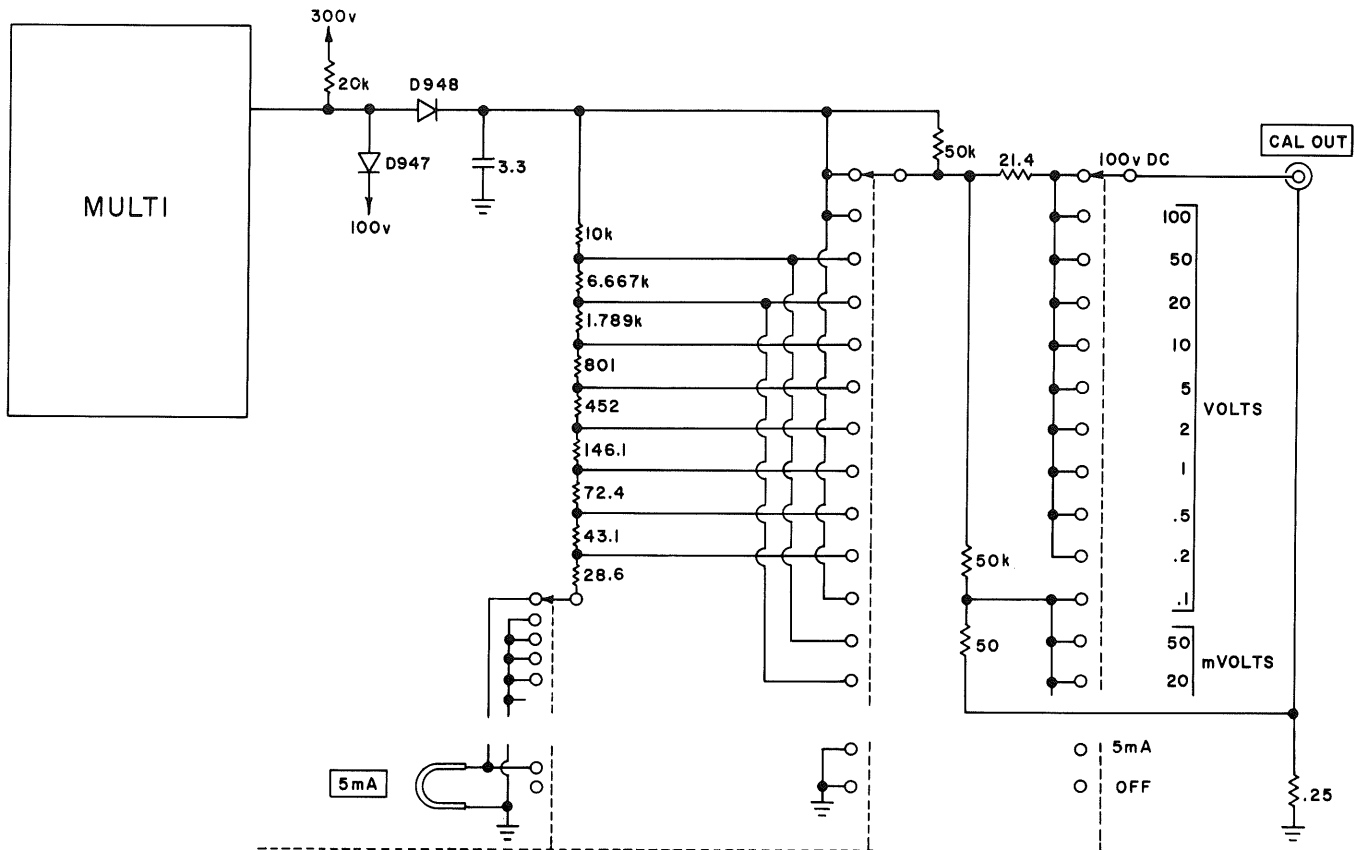 300v
20k
D948
D947
100v
3.3
MULTI
50k
21.4
100v DC
CAL OUT
10k
6.667k
1.789k
801
452
146.1
72.4
43.1
28.6
50k
50
100
50
20
10
5
2
1
.5
.2
.1
VOLTS
50
20
mVOLTS
5mA
OFF
5mA
.25